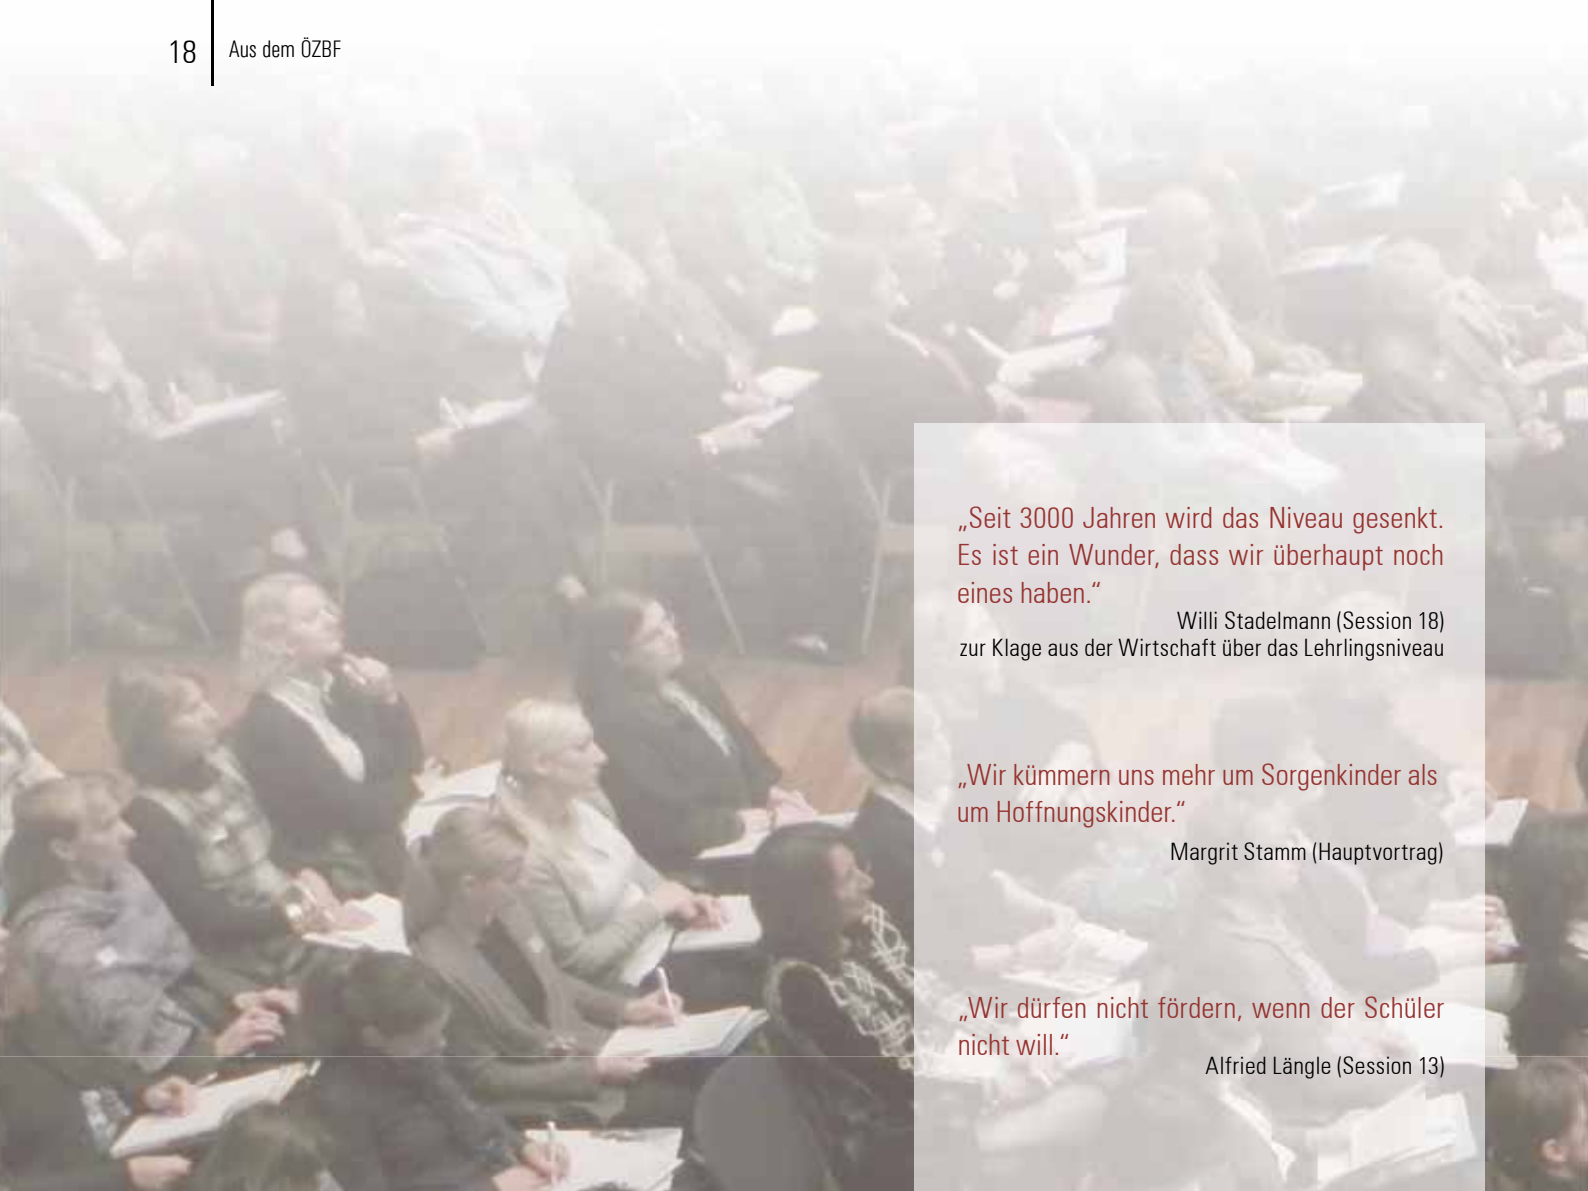 18
Aus dem ÖZBF
„Seit 3000 Jahren wird das Niveau gesenkt.
Es ist ein Wunder, dass wir überhaupt noch
eines haben.“
Willi Stadelmann (Session 18)
zur Klage aus der Wirtschaft über das Lehrlingsniveau
„Wir kümmern uns mehr um Sorgenkinder als
um Hoffnungskinder.“
Margrit Stamm (Hauptvortrag)
„Wir dürfen nicht fördern, wenn der Schüler
nicht will.“
Alfried Längle (Session 13)